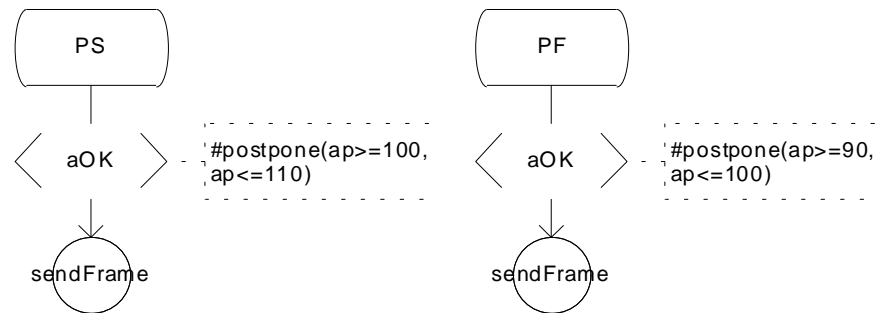 PS
aOK
#postpone(ap>=100,
ap<=110)
sendFrame
PF
aOK
#postpone(ap>=90,
ap<=100)
sendFrame